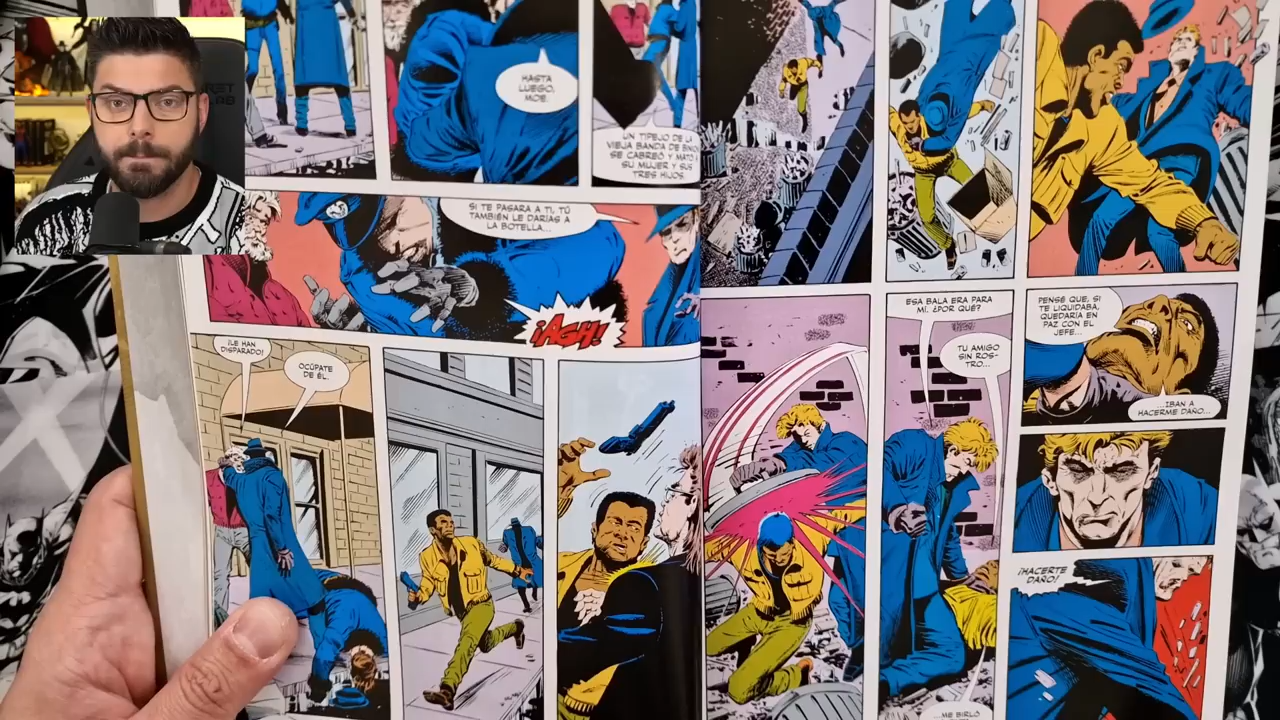 HASTA
LUEGO,
MOE.
UN TIPEJO DE LA
VIEJA BANDA DE
SE CABREÓ Y MATÓ A
SU MUJER Y SUS
TRES HIJOS.
SI TE PASARA A TI, TÚ
TAMBIÉN LE DARÍAS A
LA BOTELLA...
¡AGH!
¡LE HAN
DISPARADO!
OCÚPATE
DE ÉL.
ESA BALA ERA PARA
MÍ. ¿POR QUÉ?
TU AMIGO
SIN ROS-
TRO...
PENSÉ QUE, SI
TE LIQUIDABA,
QUEDARÍA EN
PAZ CON EL
JEFE...
...IBAN A
HACERME DAÑO...
¡HACERTE
DAÑO!
...ME BIRLÓ